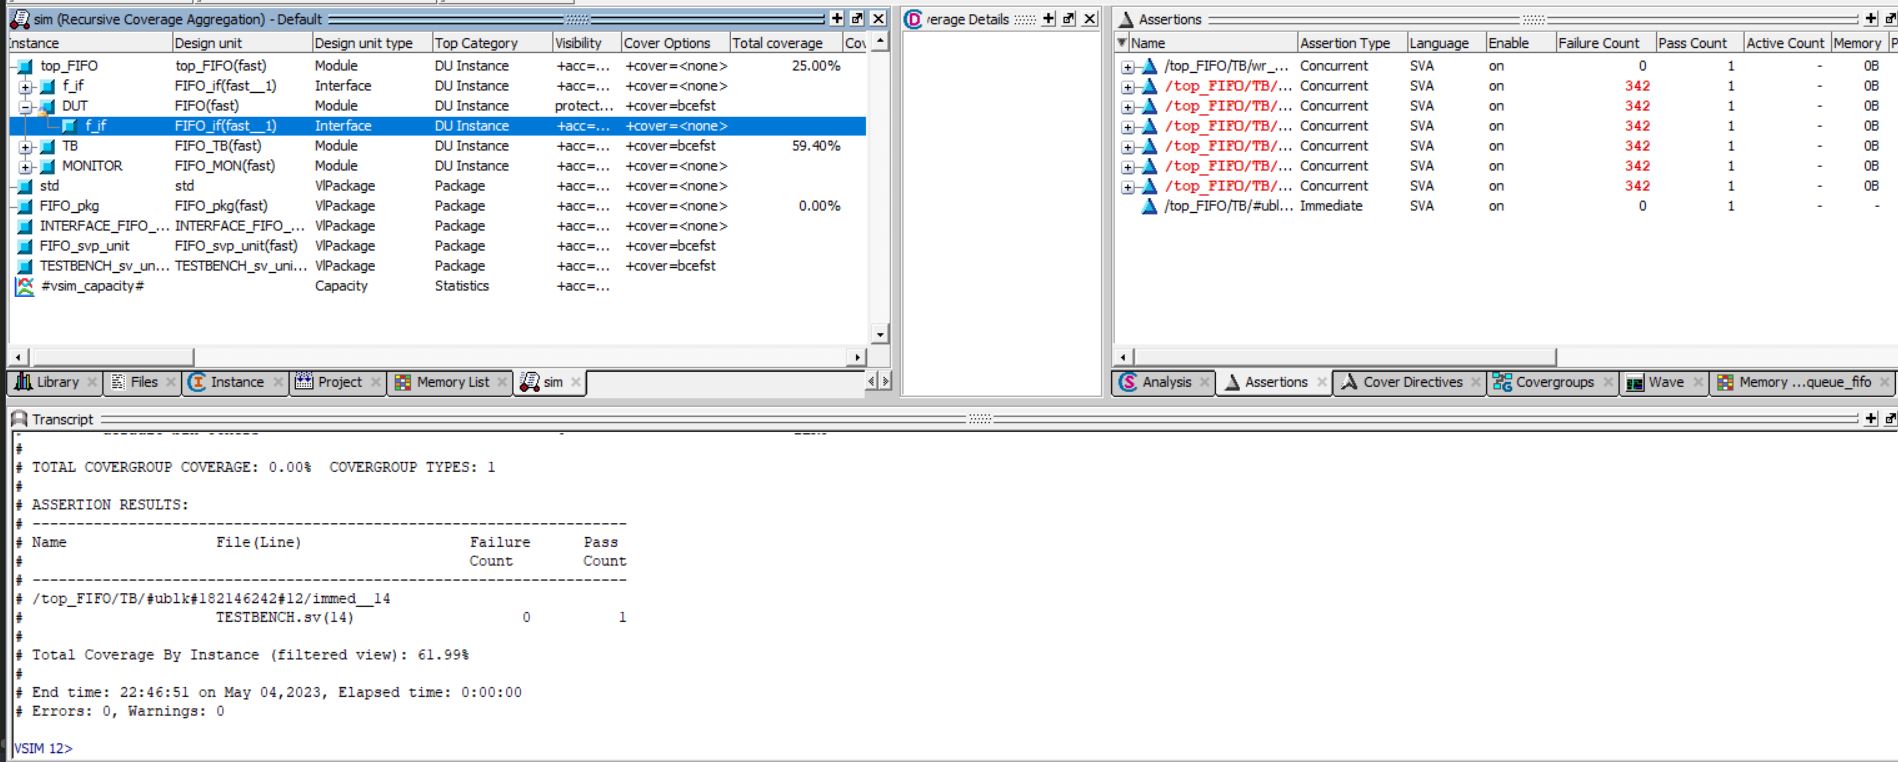 sim (Recursive Coverage Aggregation) - Default
Instance Design unit Design unit type Top Category Visibility Cover Options Total coverage Cov
top_FIFO top_FIFO(fast) Module DU Instance +acc=... +cover=<none> 25.00%
f_if FIFO_if(fast__1) Interface DU Instance +acc=... +cover=<none>
DUT FIFO(fast) Module DU Instance protect... +cover=bcefst
f_if FIFO_if(fast__1) Interface DU Instance +acc=... +cover=<none>
TB FIFO_TB(fast) Module DU Instance +acc=... +cover=bcefst 59.40%
MONITOR FIFO_MON(fast) Module DU Instance +acc=... +cover=<none>
std std VlPackage Package +acc=... +cover=<none>
FIFO_pkg FIFO_pkg(fast) VlPackage Package +acc=... +cover=<none> 0.00%
INTERFACE_FIFO_... INTERFACE_FIFO_... VlPackage Package +acc=... +cover=<none>
FIFO_svp_unit FIFO_svp_unit(fast) VlPackage Package +acc=... +cover=bcefst
TESTBENCH_sv_un... TESTBENCH_sv_uni... VlPackage Package +acc=... +cover=bcefst
#vsim_capacity# Capacity Statistics +acc=...
Library Files Instance Project Memory List sim
erage Details
Assertions
Name Assertion Type Language Enable Failure Count Pass Count Active Count Memory P
/top_FIFO/TB/wr_... Concurrent SVA on 0 1 - 0B
/top_FIFO/TB/... Concurrent SVA on 342 1 - 0B
/top_FIFO/TB/... Concurrent SVA on 342 1 - 0B
/top_FIFO/TB/... Concurrent SVA on 342 1 - 0B
/top_FIFO/TB/... Concurrent SVA on 342 1 - 0B
/top_FIFO/TB/... Concurrent SVA on 342 1 - 0B
/top_FIFO/TB/... Concurrent SVA on 342 1 - 0B
/top_FIFO/TB/#ubl... Immediate SVA on 0 1 - -
Analysis Assertions Cover Directives Covergroups Wave Memory ...queue_fifo
Transcript
#
# TOTAL COVERGROUP COVERAGE: 0.00%  COVERGROUP TYPES: 1
#
# ASSERTION RESULTS:
# --------------------------------------------------------------------
# Name File(Line) Failure Pass
# Count Count
# --------------------------------------------------------------------
# /top_FIFO/TB/#ublk#182146242#12/immed__14
# TESTBENCH.sv(14) 0 1
#
# Total Coverage By Instance (filtered view): 61.99%
#
# End time: 22:46:51 on May 04,2023, Elapsed time: 0:00:00
# Errors: 0, Warnings: 0
VSIM 12>